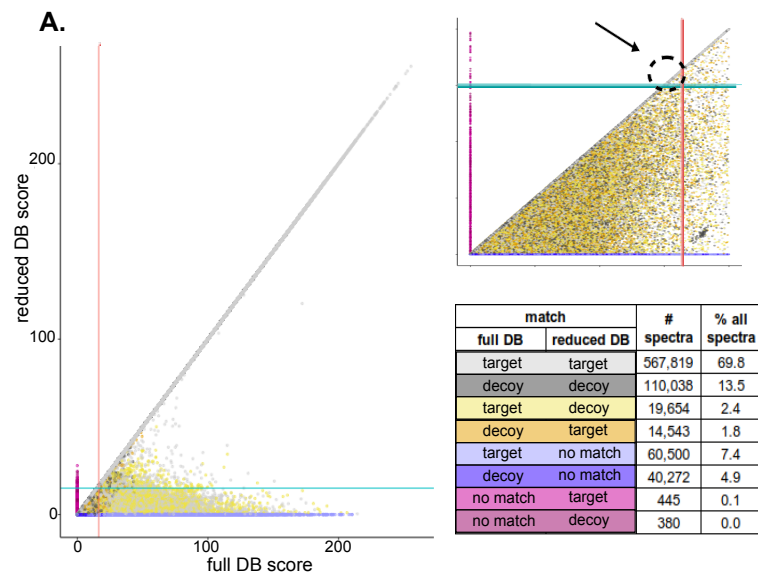 A.
reduced DB score
200
100
0
0 100 200
full DB score
match # spectra % all spectra
full DB reduced DB
target target 567,819 69.8
decoy decoy 110,038 13.5
target decoy 19,654 2.4
decoy target 14,543 1.8
target no match 60,500 7.4
decoy no match 40,272 4.9
no match target 445 0.1
no match decoy 380 0.0